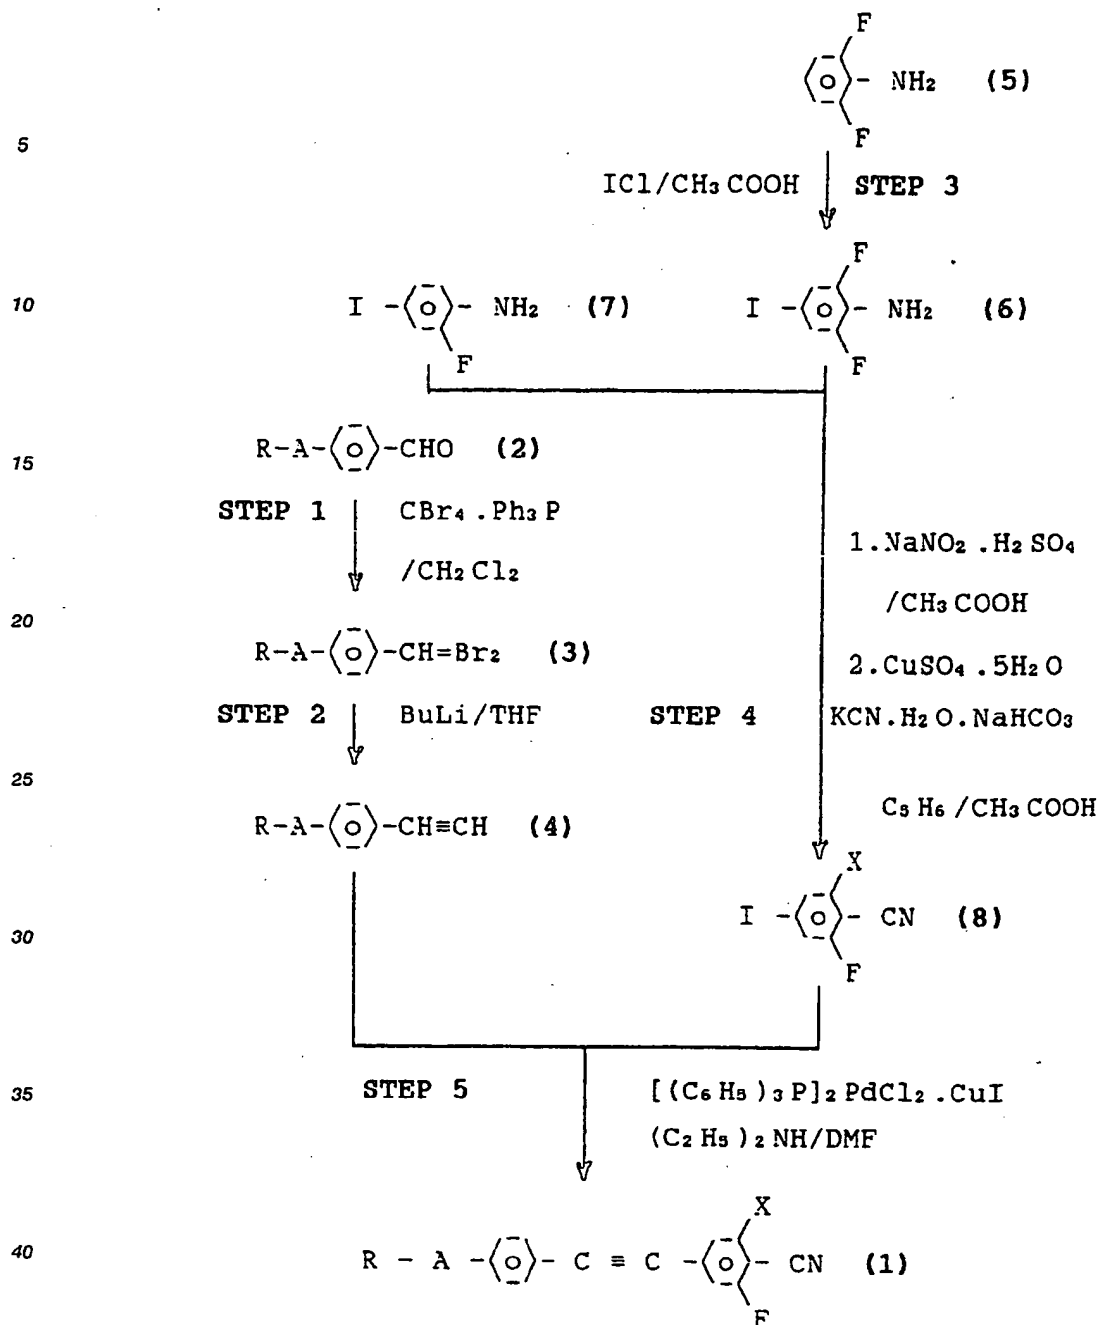 F
NH₂ (5)
F
5
ICl/CH₃COOH STEP 3
F
10
I NH₂ (7) I NH₂ (6)
F F
R-A- -CHO (2)
15
STEP 1 CBr₄.Ph₃P
1.NaNO₂.H₂SO₄
/CH₂Cl₂
/CH₃COOH
20
R-A- -CH=Br₂ (3)
2.CuSO₄.5H₂O
STEP 2 BuLi/THF STEP 4 KCN.H₂O.NaHCO₃
25
C₅H₆/CH₃COOH
R-A- -CH≡CH (4)
X
I CN (8)
30
F
35
STEP 5 [(C₆H₅)₃P]₂PdCl₂.CuI
(C₂H₅)₂NH/DMF
X
40
R - A - - C ≡ C - - CN (1)
F